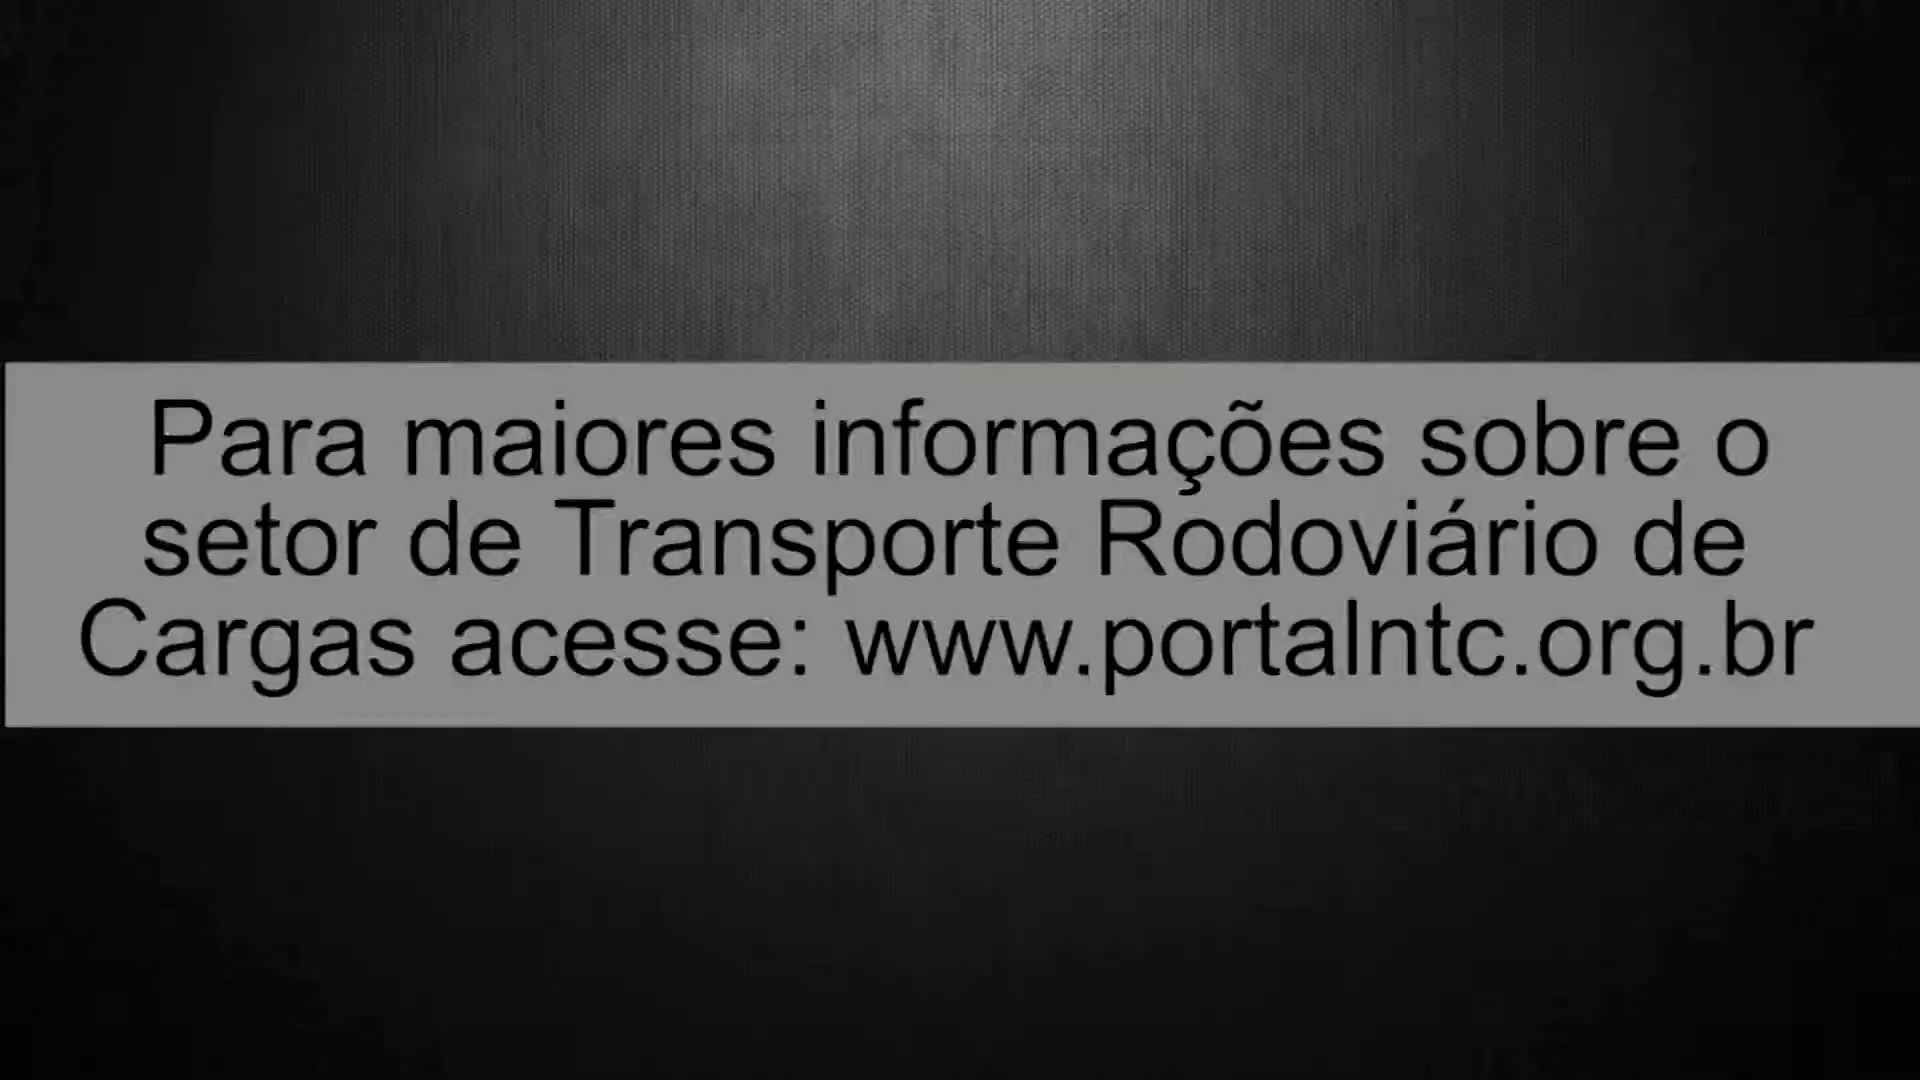 Para maiores informações sobre o
setor de Transporte Rodoviário de
Cargas acesse: www.portalntc.org.br